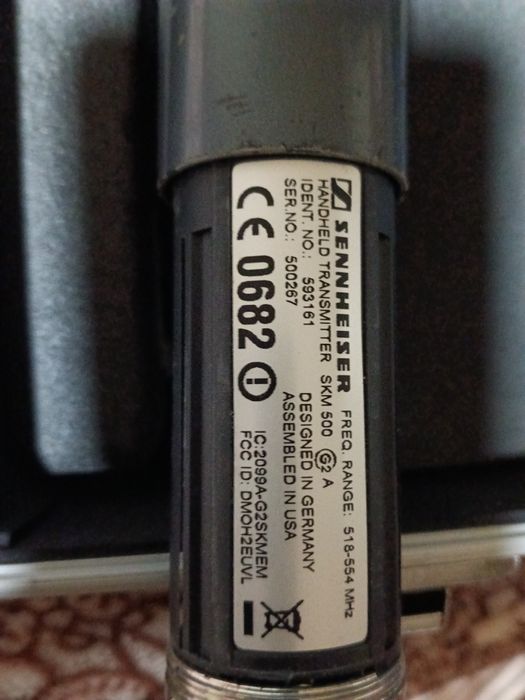 SENNHEISER FREQ. RANGE: 518-554 MHz
HANDHELD TRANSMITTER SKM 500 G2 A
IDENT. NO.: 593161 DESIGNED IN GERMANY
SER.NO.: 500267 ASSEMBLED IN USA
CE 0682
IC:2099A-G2SKMEM
FCC ID: DMOH2EUVL